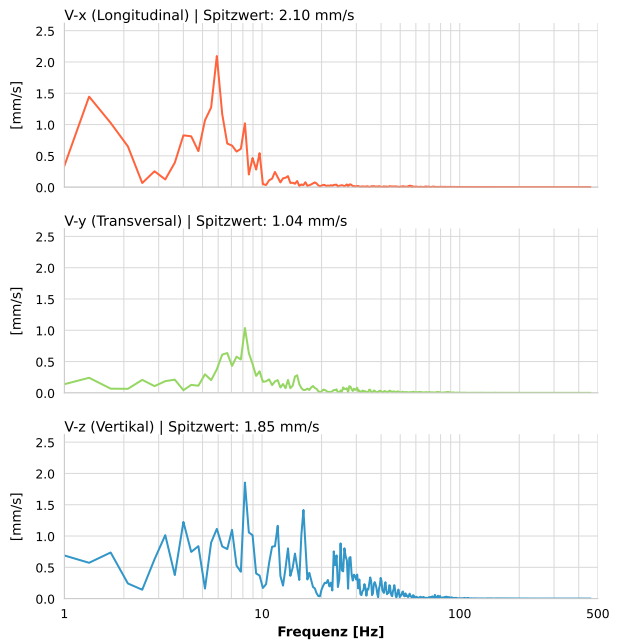 V-x (Longitudinal) | Spitzwert: 2.10 mm/s
2.5
2.0
1.5
1.0
0.5
0.0
[mm/s]
V-y (Transversal) | Spitzwert: 1.04 mm/s
2.5
2.0
1.5
1.0
0.5
0.0
[mm/s]
V-z (Vertikal) | Spitzwert: 1.85 mm/s
2.5
2.0
1.5
1.0
0.5
0.0
[mm/s]
1 10 100 500
Frequenz [Hz]